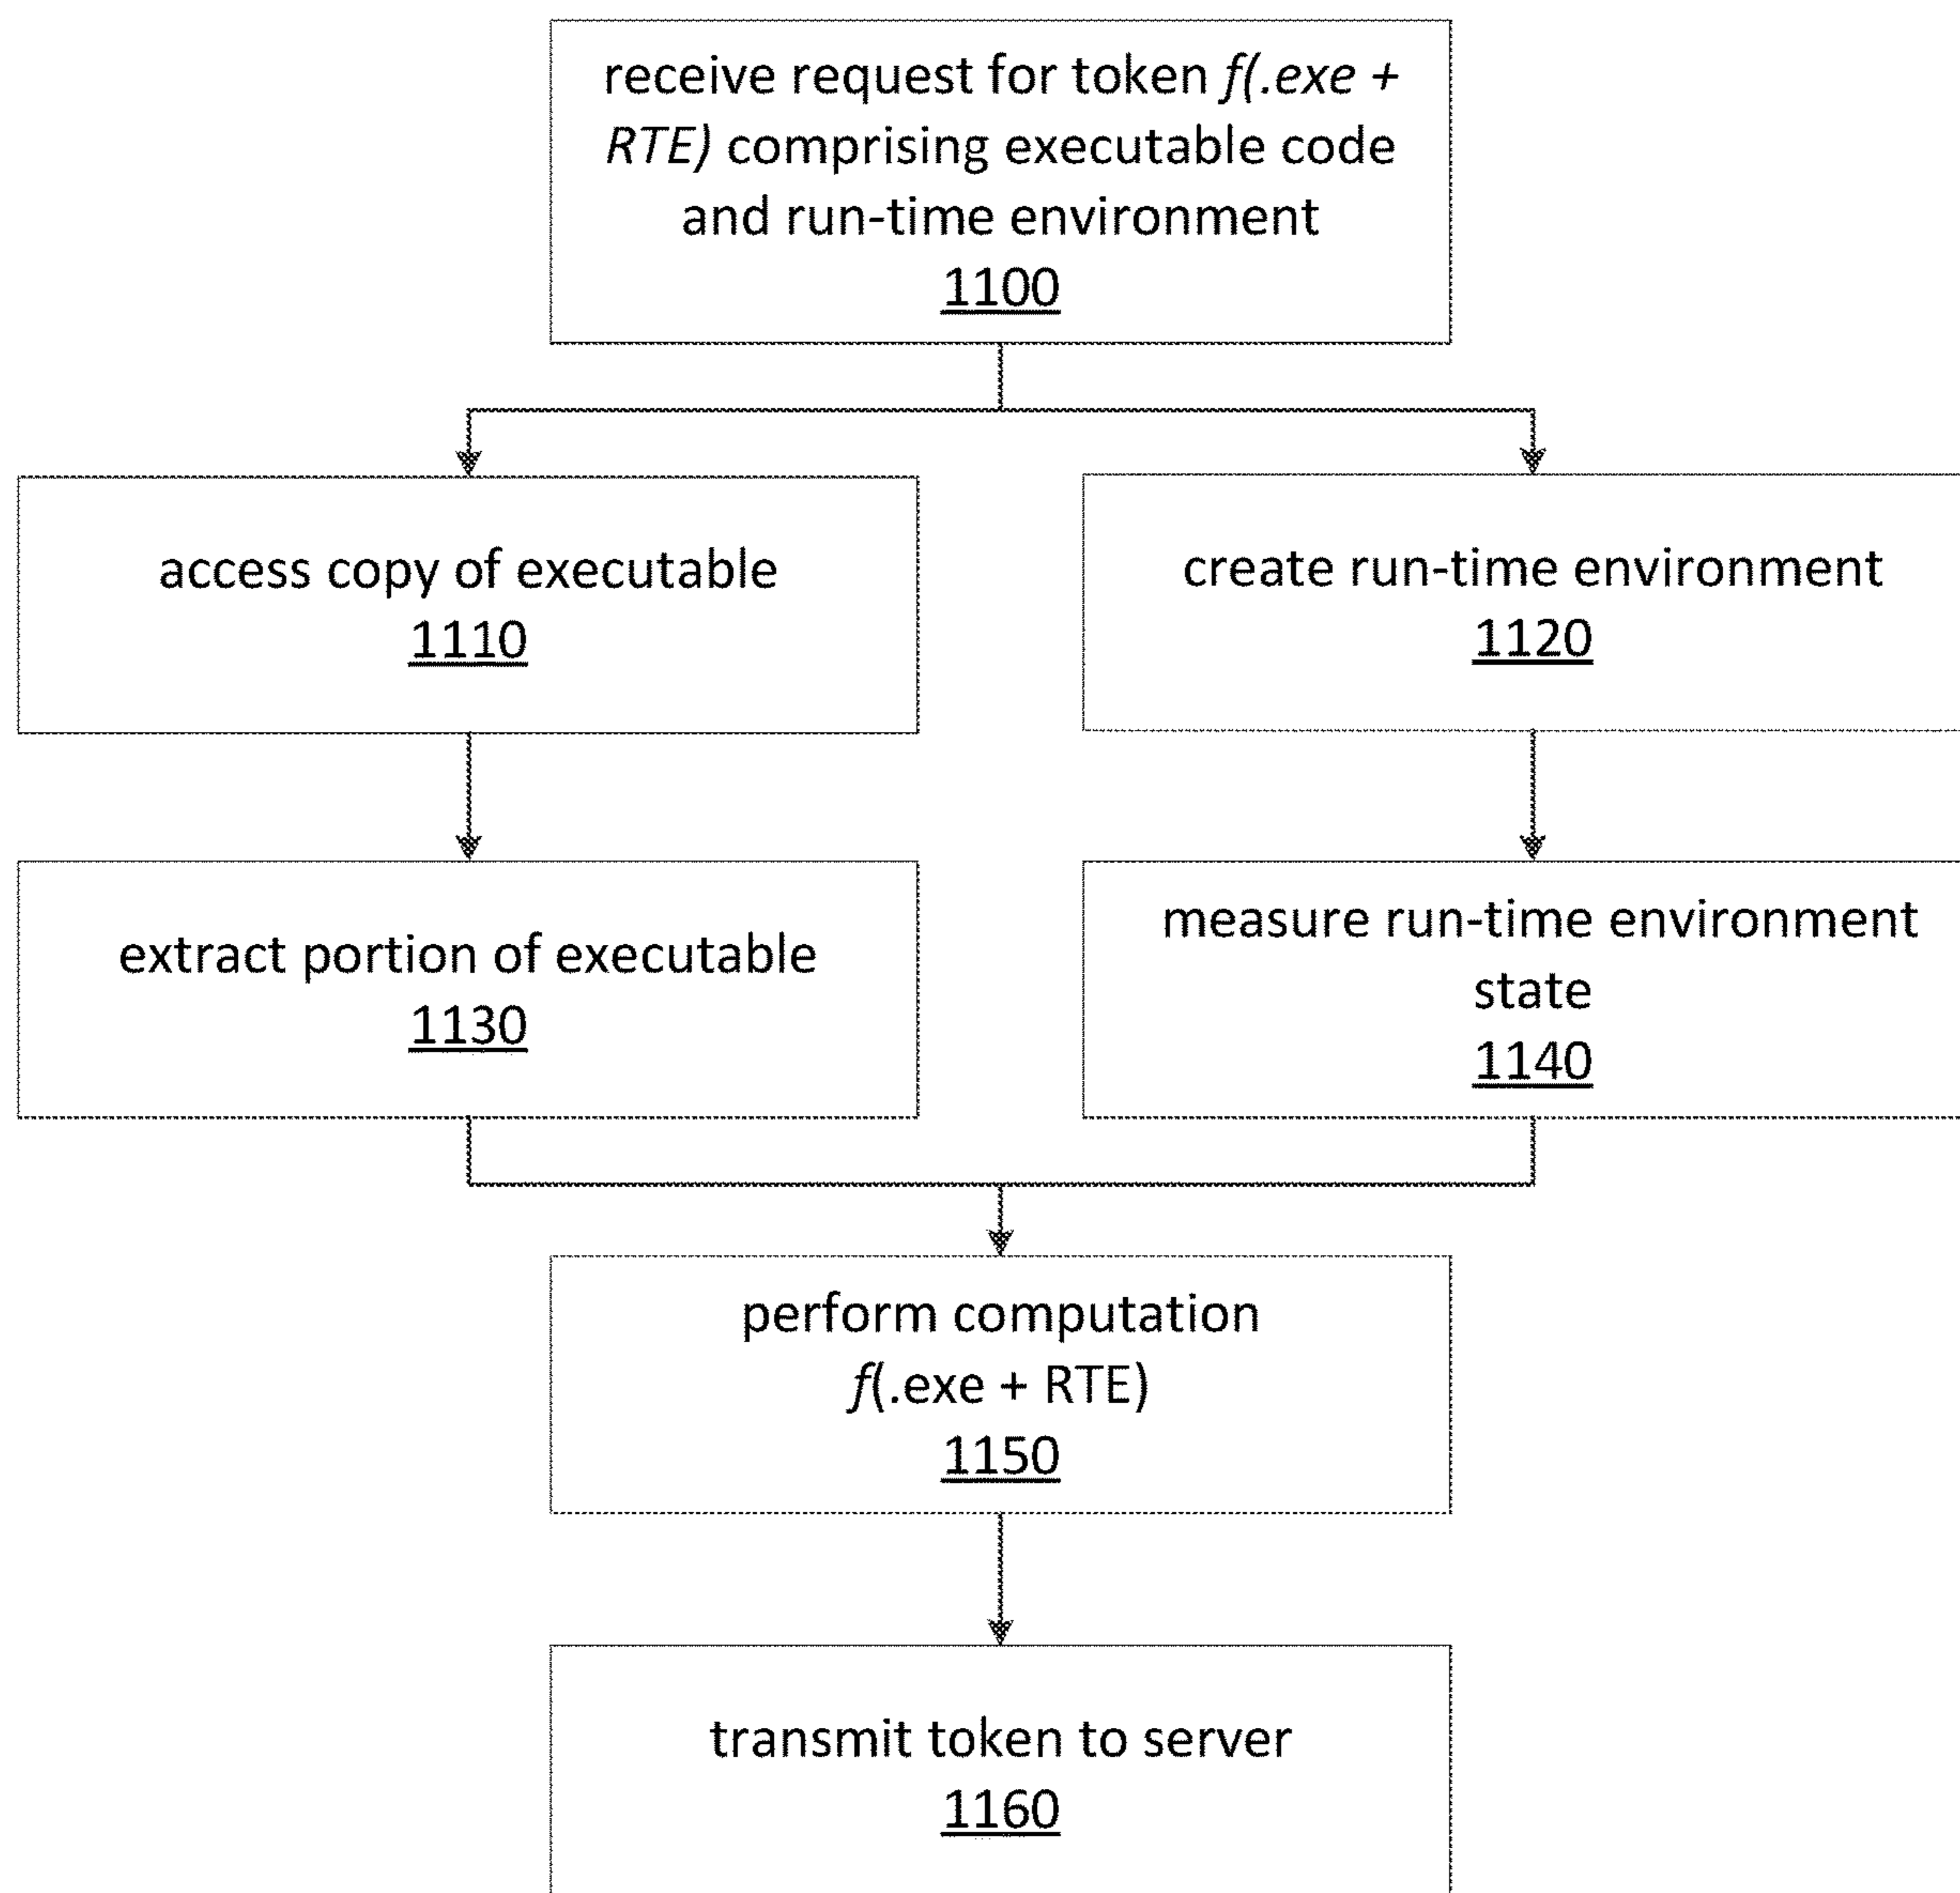 receive request for token f(.exe +
RTE) comprising executable code
and run-time environment
1100
access copy of executable
1110
create run-time environment
1120
extract portion of executable
1130
measure run-time environment
state
1140
perform computation
f(.exe + RTE)
1150
transmit token to server
1160